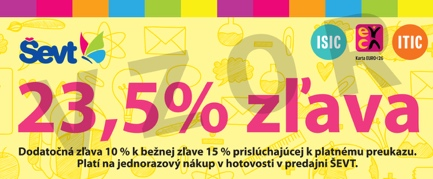 Ševt
ISIC
Karta EURO<26
ITIC
VZOR
23,5% zľava
Dodatočná zľava 10 % k bežnej zľave 15 % prislúchajúcej k platnému preukazu.
Platí na jednorazový nákup v hotovosti v predajni ŠEVT.